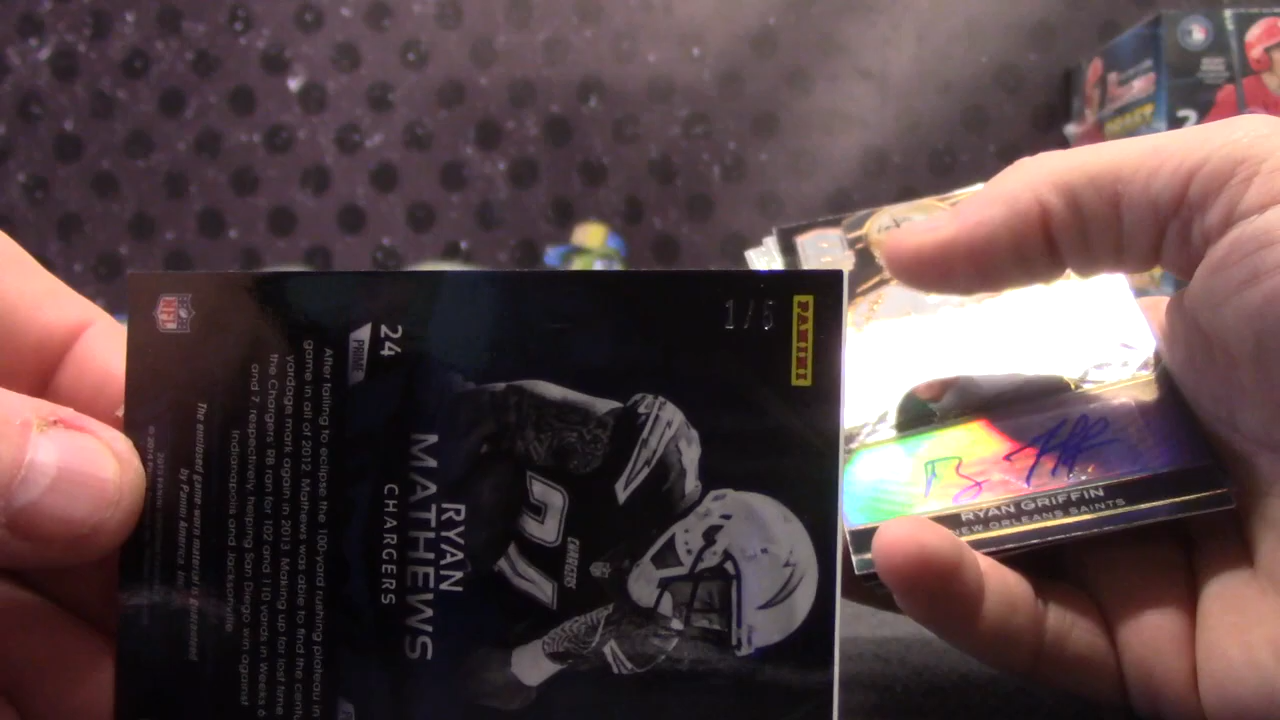 PANINI
1/5
RYAN
MATHEWS
CHARGERS
24
PRIME
CHARGERS
2
After failing to eclipse the 100-yard rushing plateau in
game in all of 2012, Mathews was able to find the
yardage mark again in 2013. Making up for lost time
the Chargers' RB ran for 102 and 110 yards in Weeks 6
and 7, respectively, helping San Diego win against
Indianapolis and Jacksonville
The enclosed game-worn material is guaranteed
by Panini America, Inc.
NFL
RYAN GRIFFIN
NEW ORLEANS SAINTS